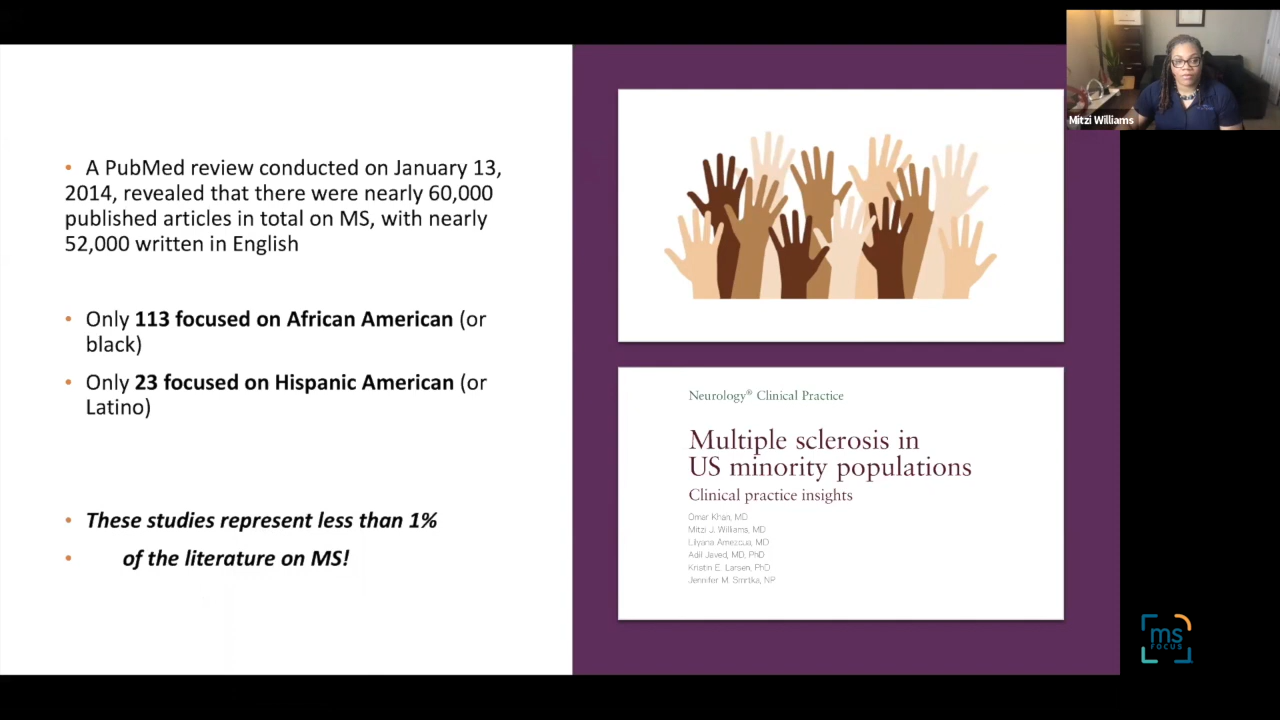 • A PubMed review conducted on January 13,
2014, revealed that there were nearly 60,000
published articles in total on MS, with nearly
52,000 written in English
• Only 113 focused on African American (or
black)
• Only 23 focused on Hispanic American (or
Latino)
• These studies represent less than 1%
• of the literature on MS!
Neurology® Clinical Practice
Multiple sclerosis in
US minority populations
Clinical practice insights
Omar Khan, MD
Mitzi J. Williams, MD
Lilyana Amezcua, MD
Adil Javed, MD, PhD
Kristin E. Larsen, PhD
Jennifer M. Smrtka, NP
Mitzi Williams
ms
FOCUS